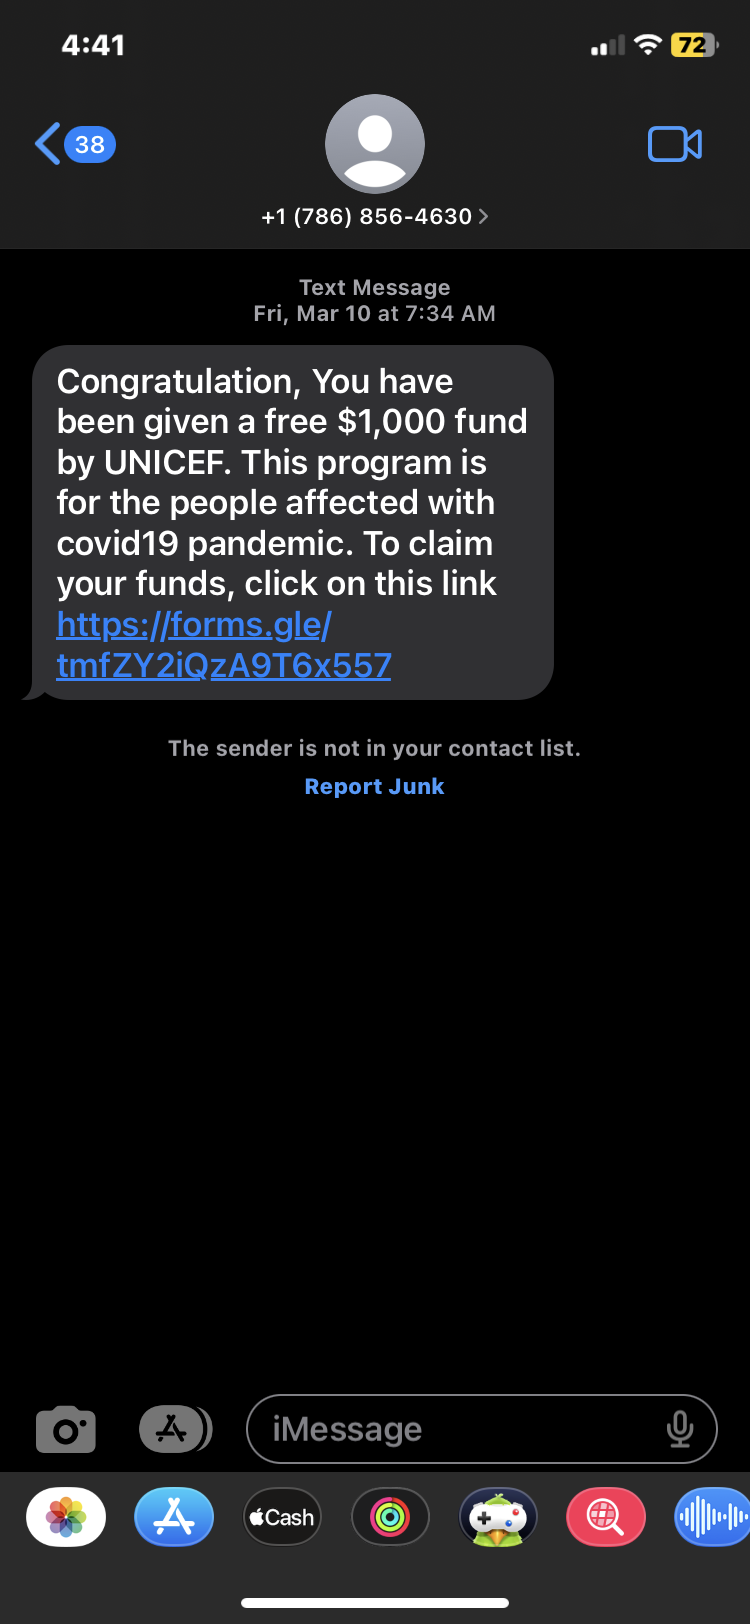 4:41
72
38
+1 (786) 856-4630
Text Message
Fri, Mar 10 at 7:34 AM
Congratulation, You have
been given a free $1,000 fund
by UNICEF. This program is
for the people affected with
covid19 pandemic. To claim
your funds, click on this link
https://forms.gle/
tmfZY2iQzA9T6x557
The sender is not in your contact list.
Report Junk
iMessage
Cash